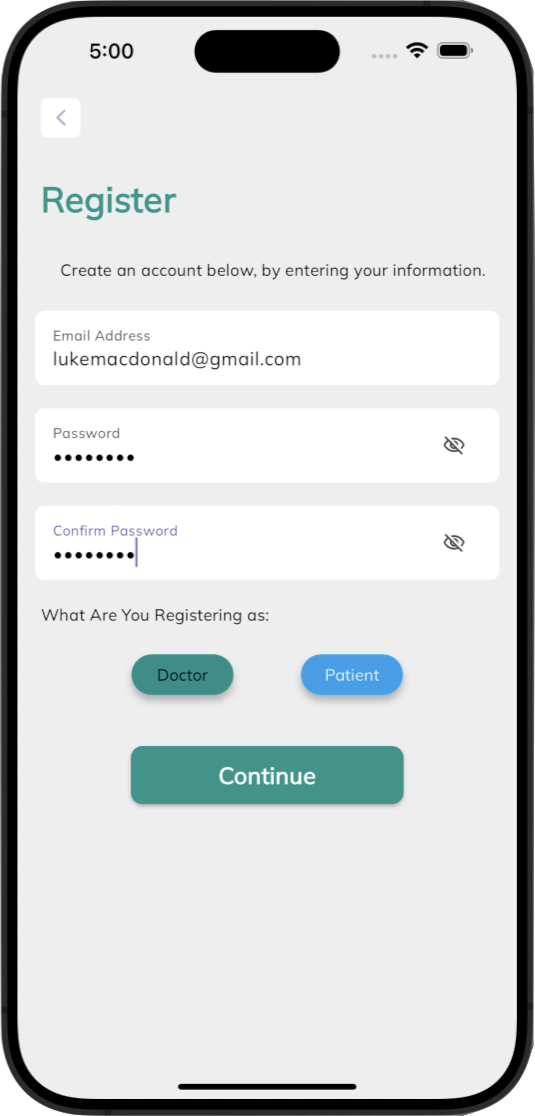 5:00
Register
Create an account below, by entering your information.
Email Address
lukemacdonald@gmail.com
Password
••••••••
Confirm Password
••••••••
What Are You Registering as:
Doctor Patient
Continue